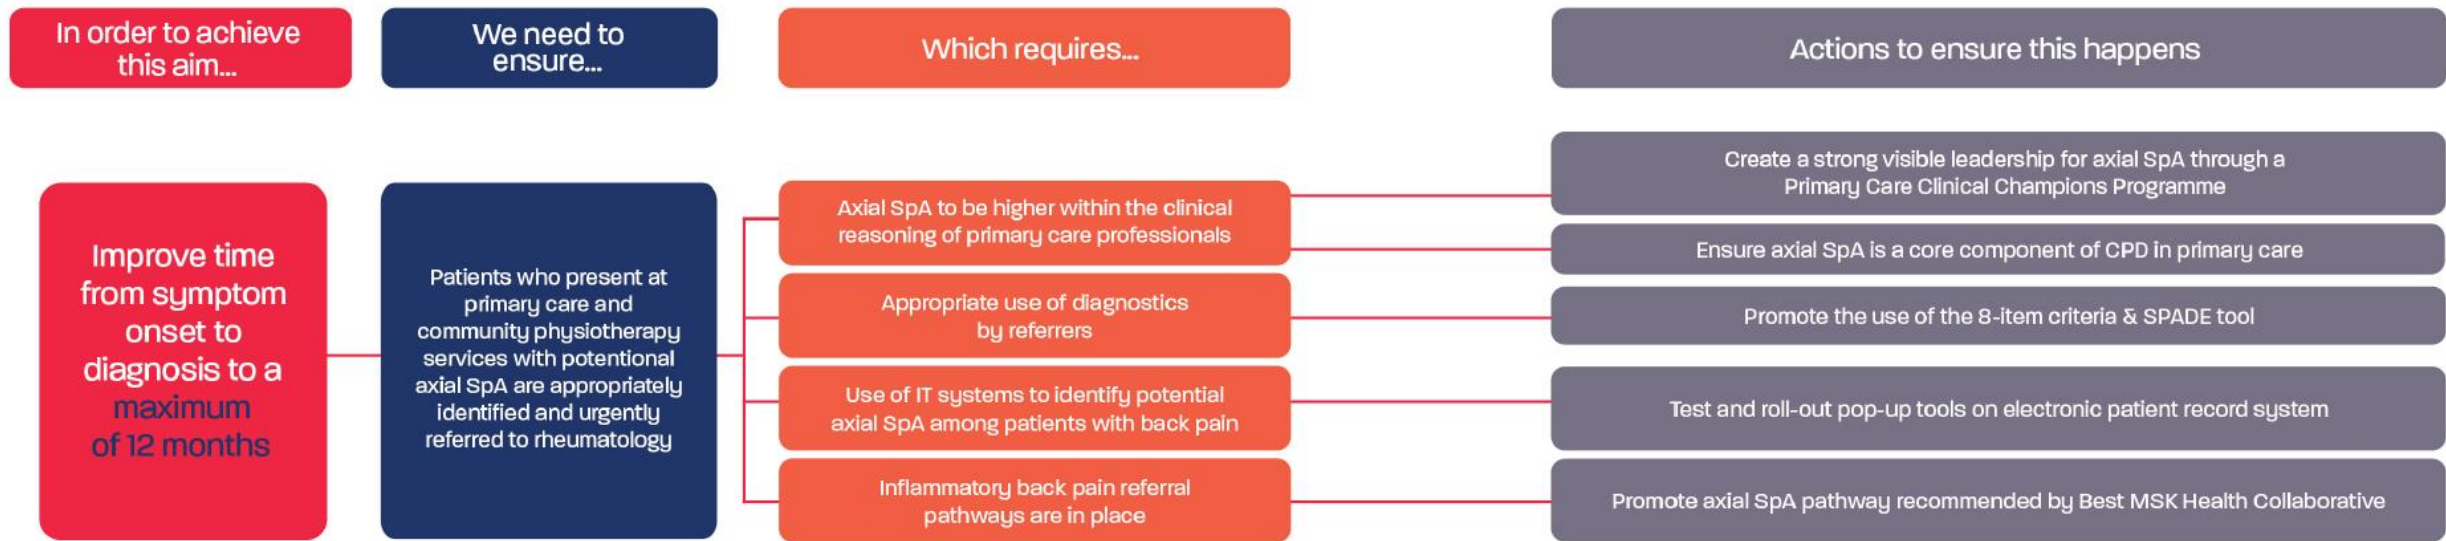 In order to achieve
this aim...
We need to
ensure...
Which requires...
Actions to ensure this happens
Improve time
from symptom
onset to
diagnosis to a
maximum
of 12 months
Patients who present at
primary care and
community physiotherapy
services with potentional
axial SpA are appropriately
identified and urgently
referred to rheumatology
Axial SpA to be higher within the clinical
reasoning of primary care professionals
Appropriate use of diagnostics
by referrers
Use of IT systems to identify potential
axial SpA among patients with back pain
Inflammatory back pain referral
pathways are in place
Create a strong visible leadership for axial SpA through a
Primary Care Clinical Champions Programme
Ensure axial SpA is a core component of CPD in primary care
Promote the use of the 8-item criteria & SPADE tool
Test and roll-out pop-up tools on electronic patient record system
Promote axial SpA pathway recommended by Best MSK Health Collaborative